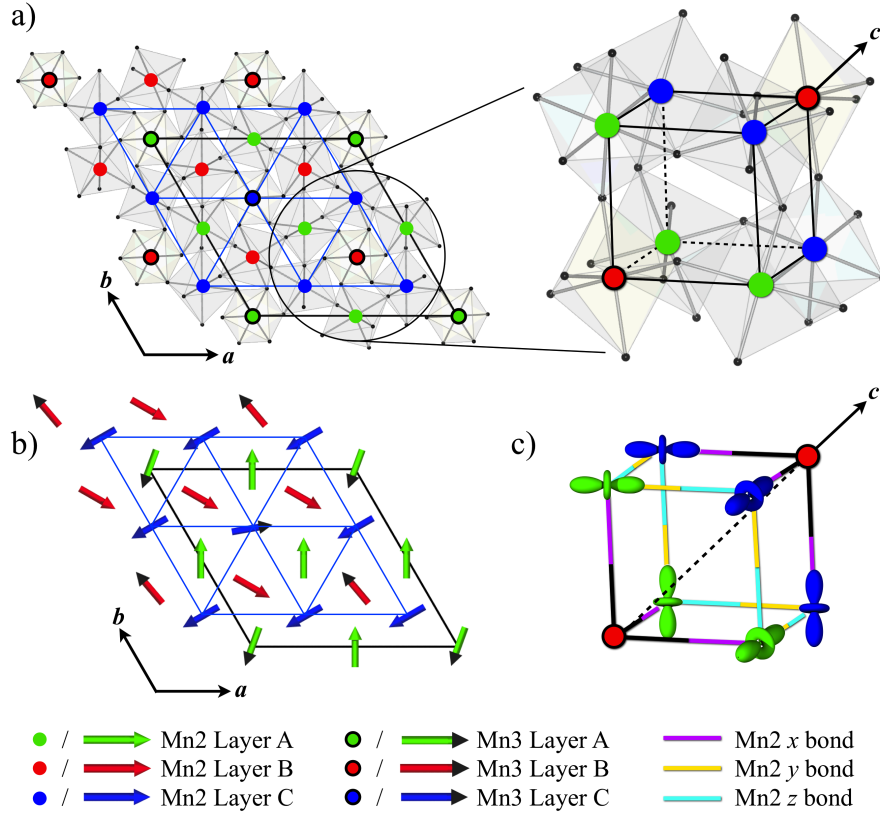 a)
c
b
a
b)
c)
c
b
a
/ Mn2 Layer A
/ Mn3 Layer A
Mn2 x bond
/ Mn2 Layer B
/ Mn3 Layer B
Mn2 y bond
/ Mn2 Layer C
/ Mn3 Layer C
Mn2 z bond